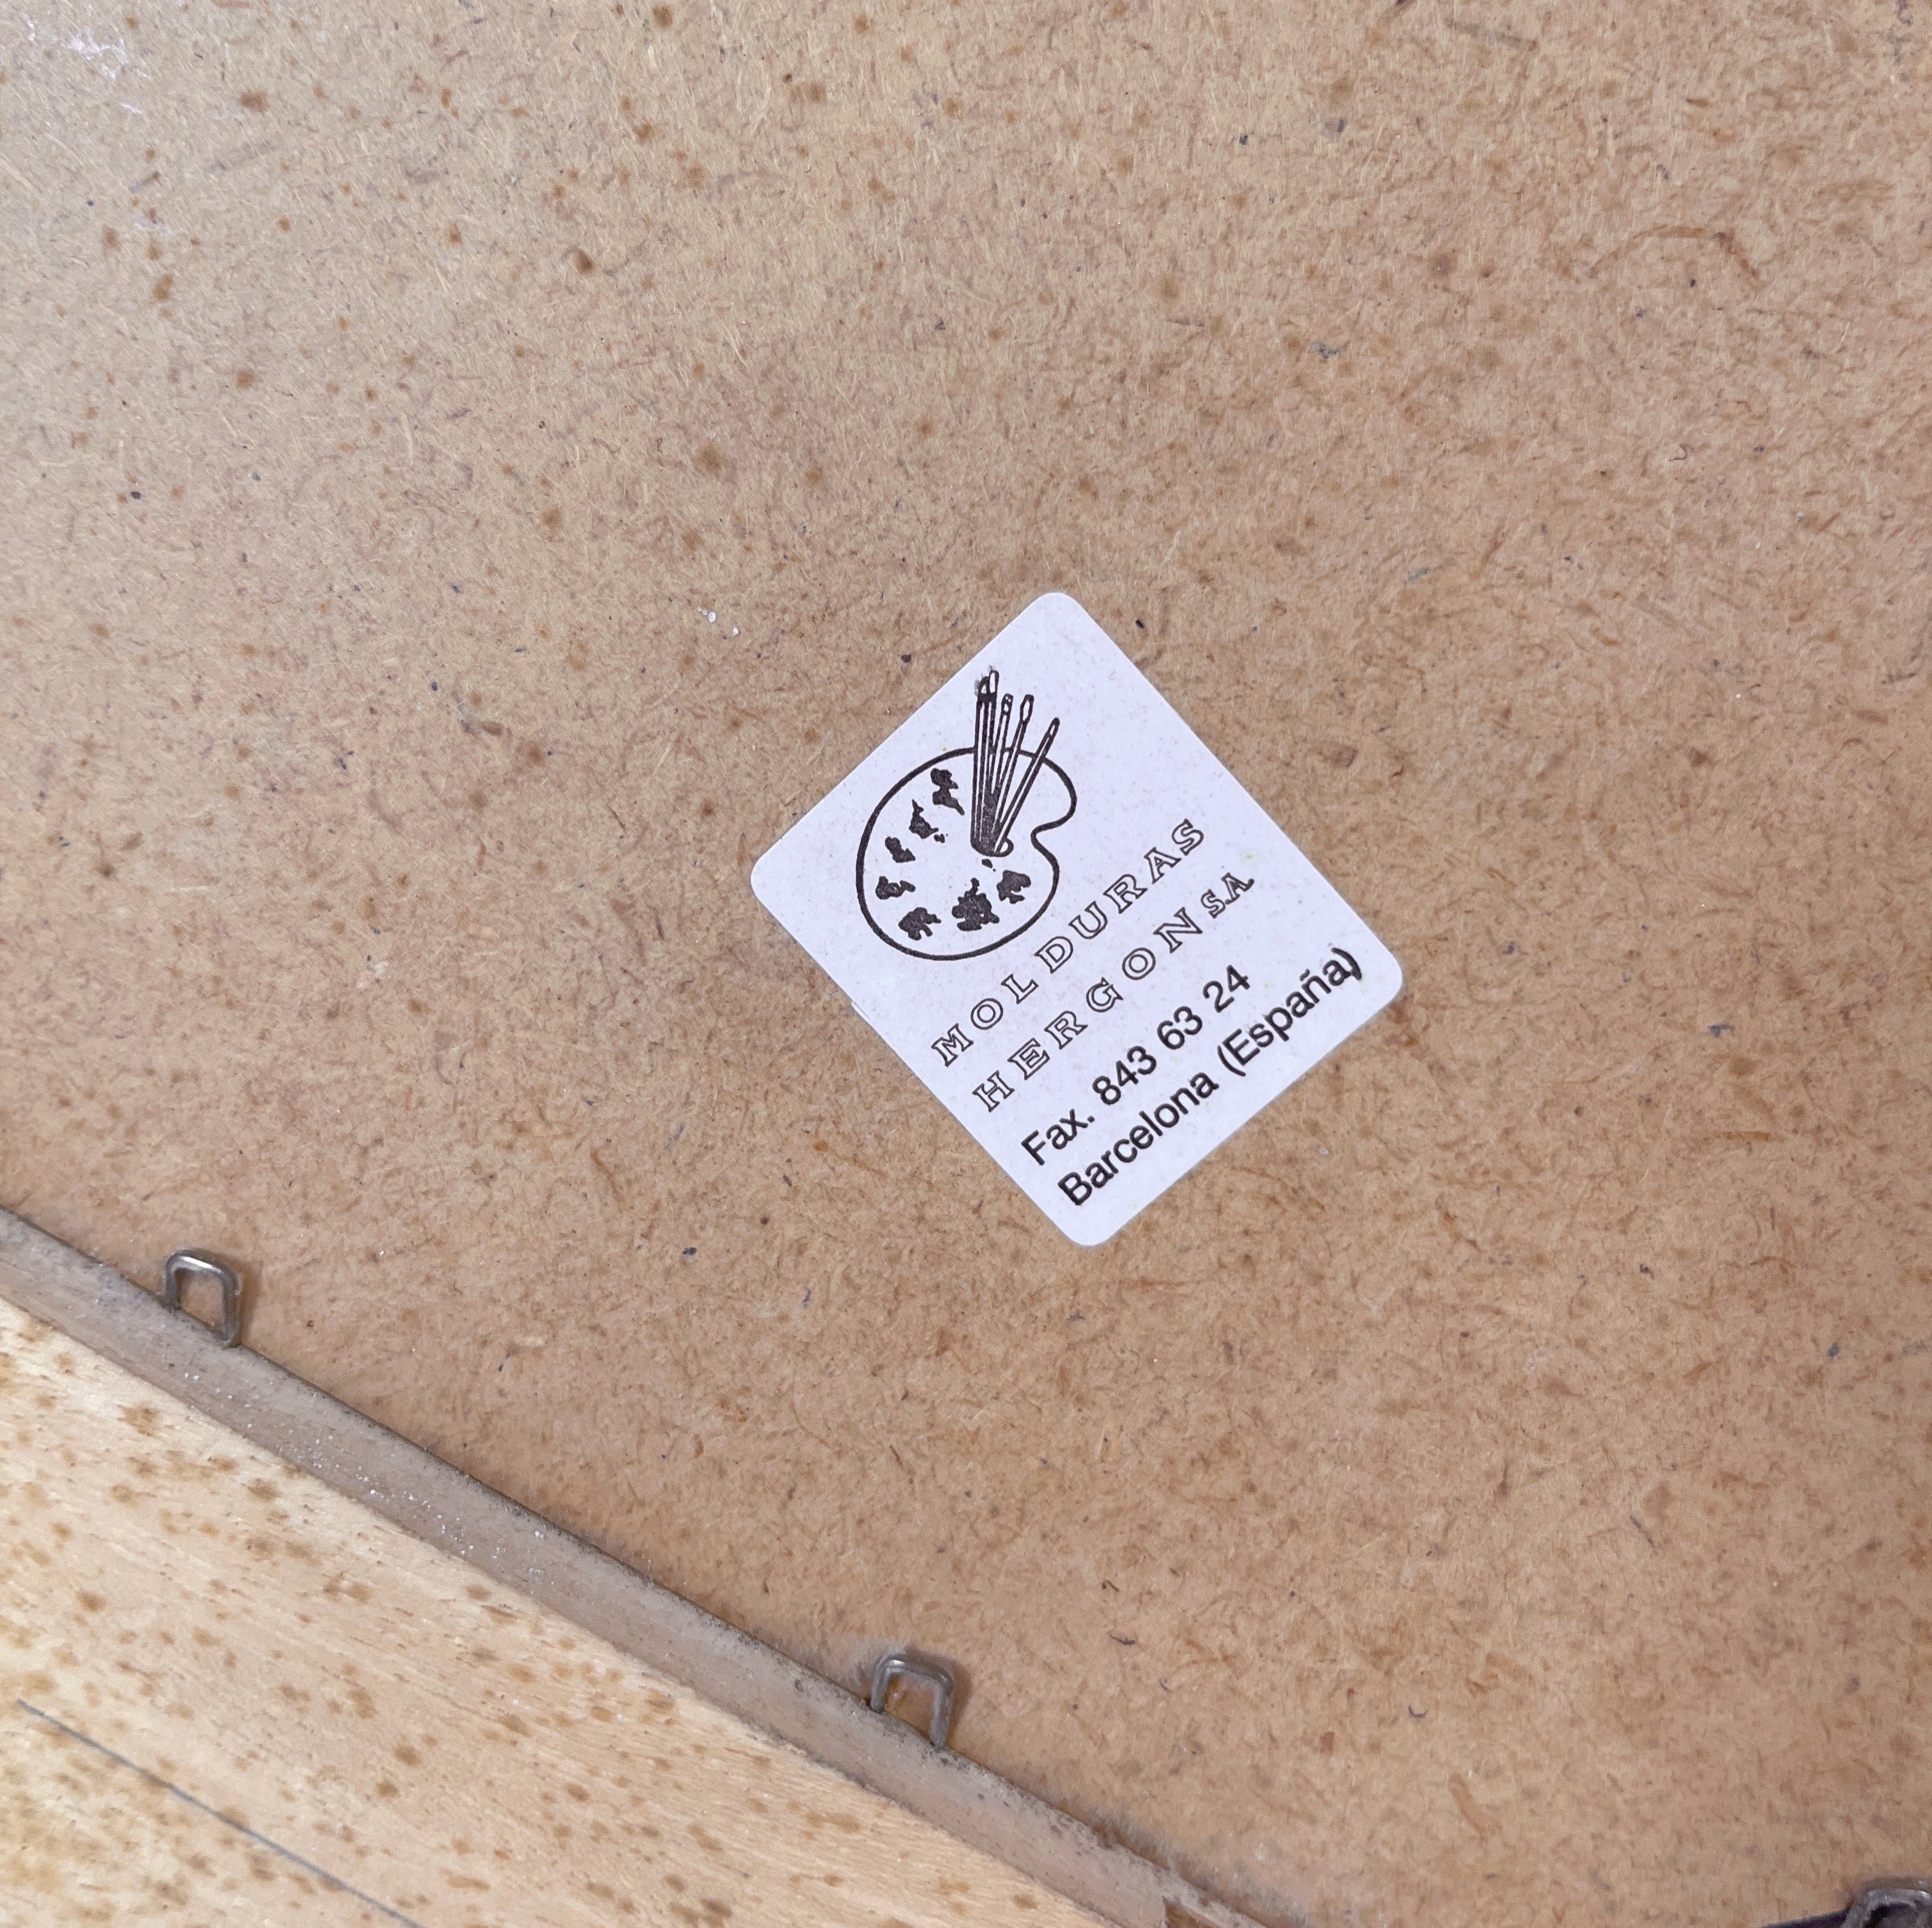 MOLDURAS
HERGON S.A.
Fax. 843 63 24
Barcelona (España)